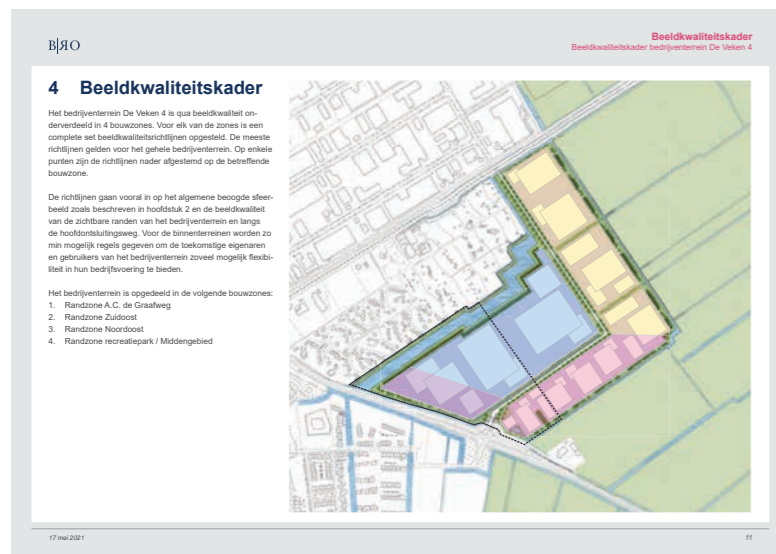 BRO
Beeldkwaliteitskader
Beeldkwaliteitskader bedrijventerrein De Veken 4
4 Beeldkwaliteitskader
Het bedrijventerrein De Veken 4 is qua beeldkwaliteit on-
derverdeeld in 4 bouwzones. Voor elk van de zones is een
complete set beeldkwaliteitsrichtlijnen opgesteld. De meeste
richtlijnen gelden voor het gehele bedrijventerrein. Op enkele
punten zijn de richtlijnen nader afgestemd op de betreffende
bouwzone.
De richtlijnen gaan vooral in op het algemene beoogde sfeer-
beeld zoals beschreven in hoofdstuk 2 en de beeldkwaliteit
van de zichtbare randen van het bedrijventerrein en langs
de hoofdontsluitingsweg. Voor de binnenterreinen worden zo
min mogelijk regels gegeven om de toekomstige eigenaren
en gebruikers van het bedrijventerrein zoveel mogelijk flexibi-
liteit in hun bedrijfsvoering te bieden.
Het bedrijventerrein is opgedeeld in de volgende bouwzones:
1. Randzone A.C. de Graafweg
2. Randzone Zuidoost
3. Randzone Noordoost
4. Randzone recreatiepark / Middengebied
17 mei 2021
11